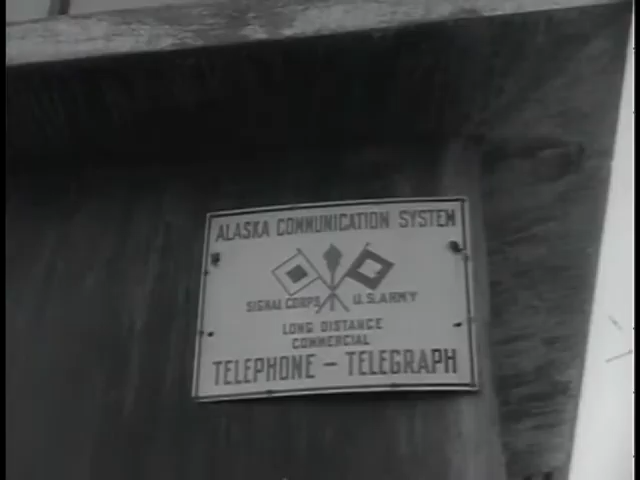 ALASKA COMMUNICATION SYSTEM
SIGNAL CORPS U.S. ARMY
LONG DISTANCE
COMMERCIAL
TELEPHONE - TELEGRAPH